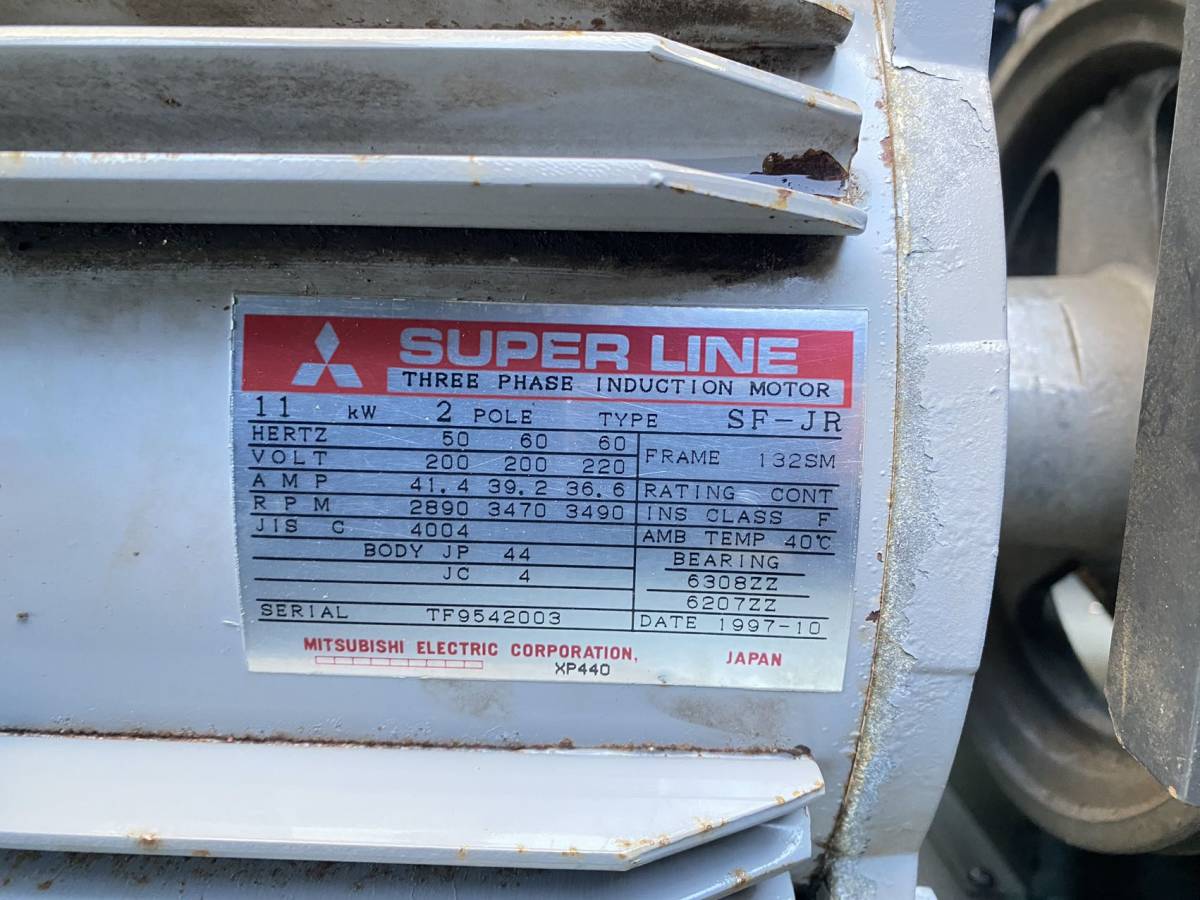 SUPER LINE
THREE PHASE INDUCTION MOTOR
11 kW 2 POLE TYPE SF-JR
HERTZ 50 60 60
VOLT 200 200 220
FRAME 132SM
AMP 41.4 39.2 36.6
RATING CONT
RPM 2890 3470 3490
INS CLASS F
JIS C 4004
AMB TEMP 40℃
BODY JP 44
BEARING
JC 4
6308ZZ
6207ZZ
SERIAL TF9542003
DATE 1997-10
MITSUBISHI ELECTRIC CORPORATION, JAPAN
XP440